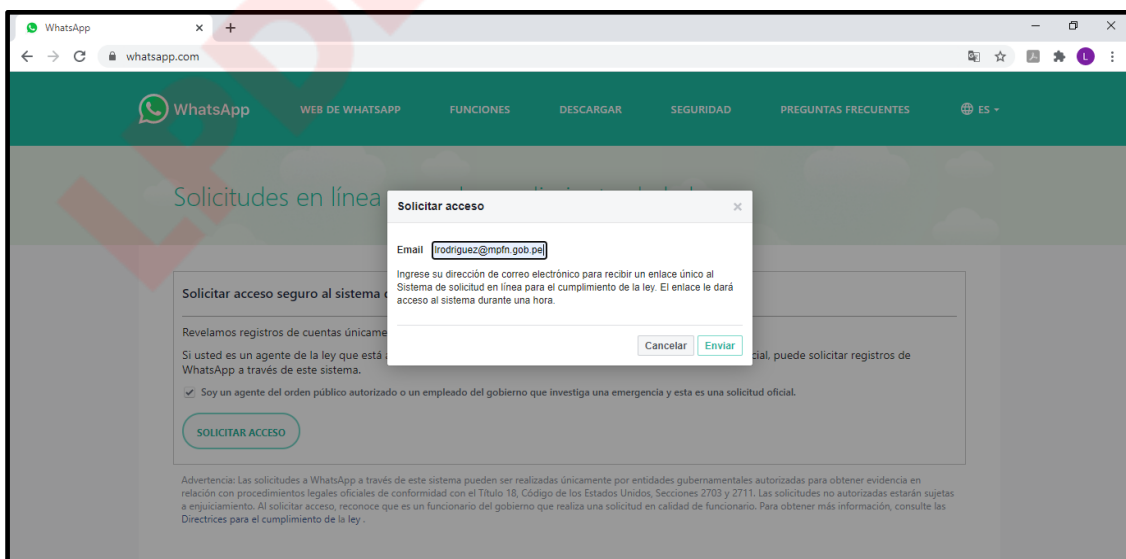 WhatsApp
whatsapp.com
WhatsApp WEB DE WHATSAPP FUNCIONES DESCARGAR SEGURIDAD PREGUNTAS FRECUENTES ES
Solicitudes en línea
Solicitar acceso
Email lrodriguez@mpfn.gob.pe
Ingrese su dirección de correo electrónico para recibir un enlace único al
Sistema de solicitud en línea para el cumplimiento de la ley. El enlace le dará
acceso al sistema durante una hora.
Cancelar Enviar
Solicitar acceso seguro al sistema
Revelamos registros de cuentas
Si usted es un agente de la ley que está
puede solicitar registros de
WhatsApp a través de este sistema.
Soy un agente del orden público autorizado o un empleado del gobierno que investiga una emergencia y esta es una solicitud oficial.
SOLICITAR ACCESO
Advertencia: Las solicitudes a WhatsApp a través de este sistema pueden ser realizadas únicamente por entidades gubernamentales autorizadas para obtener evidencia en
relación con procedimientos legales oficiales de conformidad con el Título 18, Código de los Estados Unidos, Secciones 2703 y 2711. Las solicitudes no autorizadas estarán sujetas
a enjuiciamiento. Al solicitar acceso, reconoce que es un funcionario del gobierno que realiza una solicitud en calidad de funcionario. Para obtener más información, consulte las
Directrices para el cumplimiento de la ley .